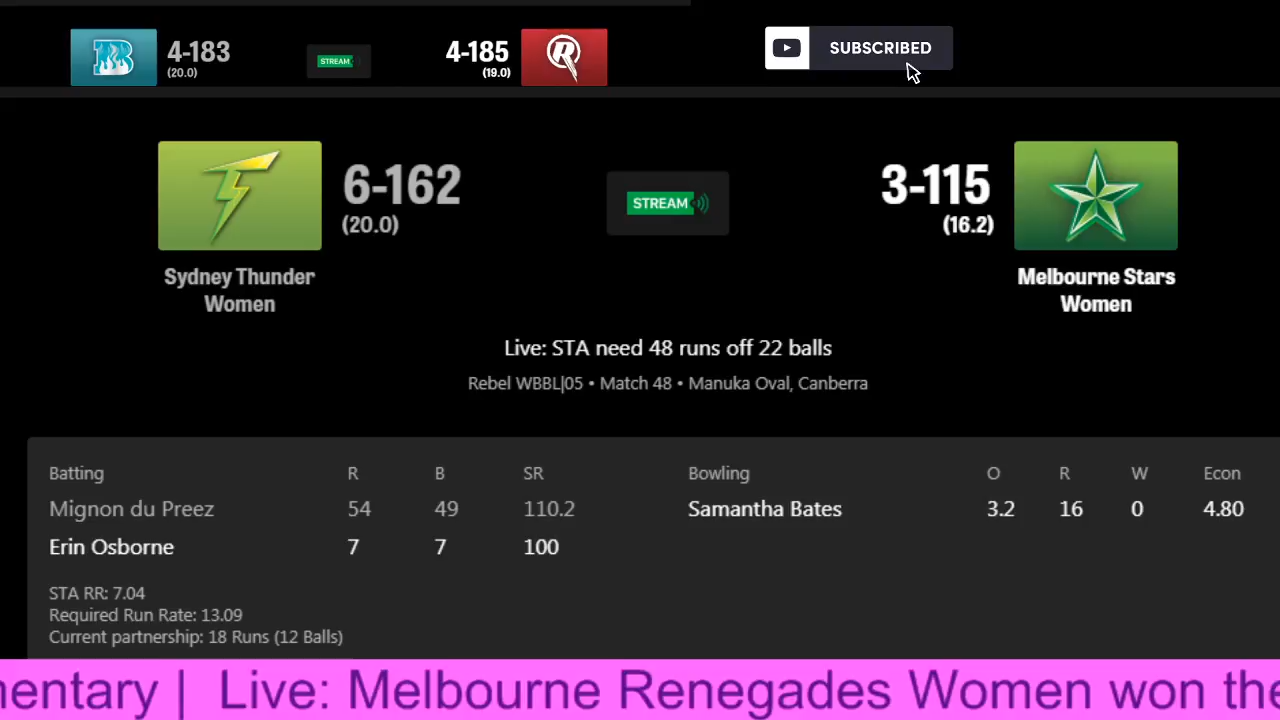 B 4-183 STREAM 4-185 R SUBSCRIBED
(20.0) (19.0)
6-162 STREAM 3-115
(20.0) (16.2)
Sydney Thunder Women
Melbourne Stars Women
Live: STA need 48 runs off 22 balls
Rebel WBBL|05 • Match 48 • Manuka Oval, Canberra
Batting R B SR Bowling O R W Econ
Mignon du Preez 54 49 110.2 Samantha Bates 3.2 16 0 4.80
Erin Osborne 7 7 100
STA RR: 7.04
Required Run Rate: 13.09
Current partnership: 18 Runs (12 Balls)
mentary | Live: Melbourne Renegades Women won the